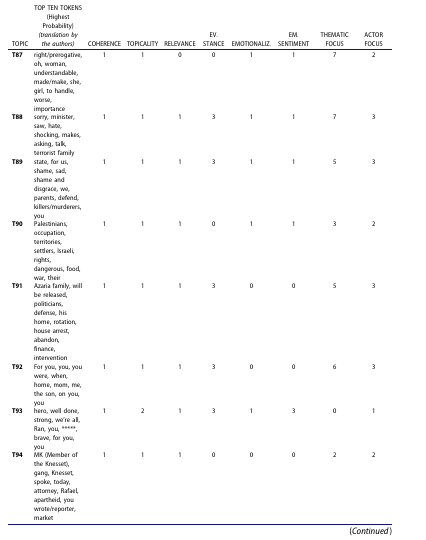 TOP TEN TOKENS
(Highest
Probability)
(translation by
the authors)
TOPIC COHERENCE TOPICALITY RELEVANCE EV. STANCE EMOTIONALIZ. EM. SENTIMENT THEMATIC FOCUS ACTOR FOCUS
T87 right/prerogative, 1 1 0 0 1 1 7 2
oh, woman,
understandable,
made/make, she,
girl, to handle,
worse,
importance
T88 sorry, minister, 1 1 1 3 1 1 7 3
saw, hate,
shocking, makes,
asking, talk,
terrorist family
T89 state, for us, 1 1 1 3 1 1 5 3
shame, sad,
shame and
disgrace, we,
parents, defend,
killers/murderers,
you
T90 Palestinians, 1 1 1 0 1 1 3 2
occupation,
territories,
settlers, Israeli,
rights,
dangerous, food,
war, their
T91 Azaria family, will 1 1 1 3 0 0 5 3
be released,
politicians,
defense, his
home, rotation,
house arrest,
abandon,
finance,
intervention
T92 For you, you, you 1 1 1 3 0 0 6 3
were, when,
home, mom, me,
the son, on you,
you
T93 hero, well done, 1 2 1 3 1 3 0 1
strong, we're all,
Ran, you, *****,
brave, for you,
you
T94 MK (Member of 1 1 1 0 0 0 2 2
the Knesset),
gang, Knesset,
spoke, today,
attorney, Rafael,
apartheid, you
wrote/reporter,
market
(Continued)